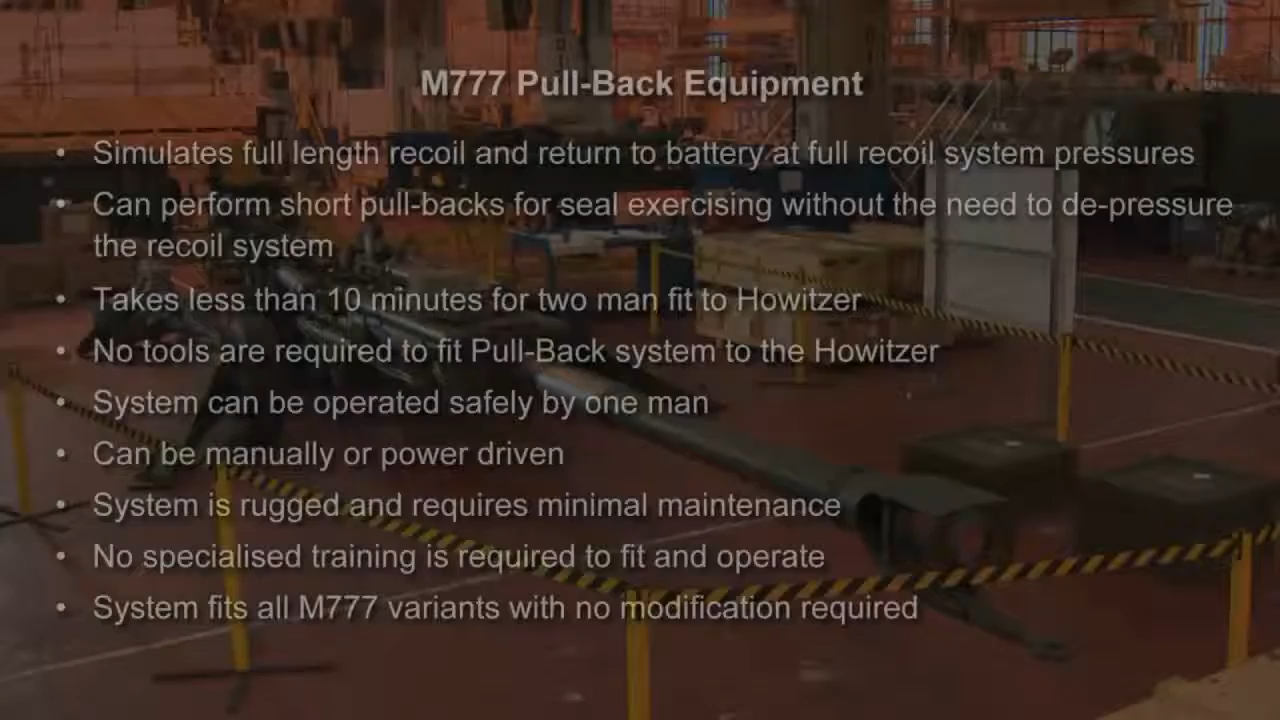 M777 Pull-Back Equipment
• Simulates full length recoil and return to battery at full recoil system pressures
• Can perform short pull-backs for seal exercising without the need to de-pressure
the recoil system
• Takes less than 10 minutes for two man fit to Howitzer
• No tools are required to fit Pull-Back system to the Howitzer
• System can be operated safely by one man
• Can be manually or power driven
• System is rugged and requires minimal maintenance
• No specialised training is required to fit and operate
• System fits all M777 variants with no modification required